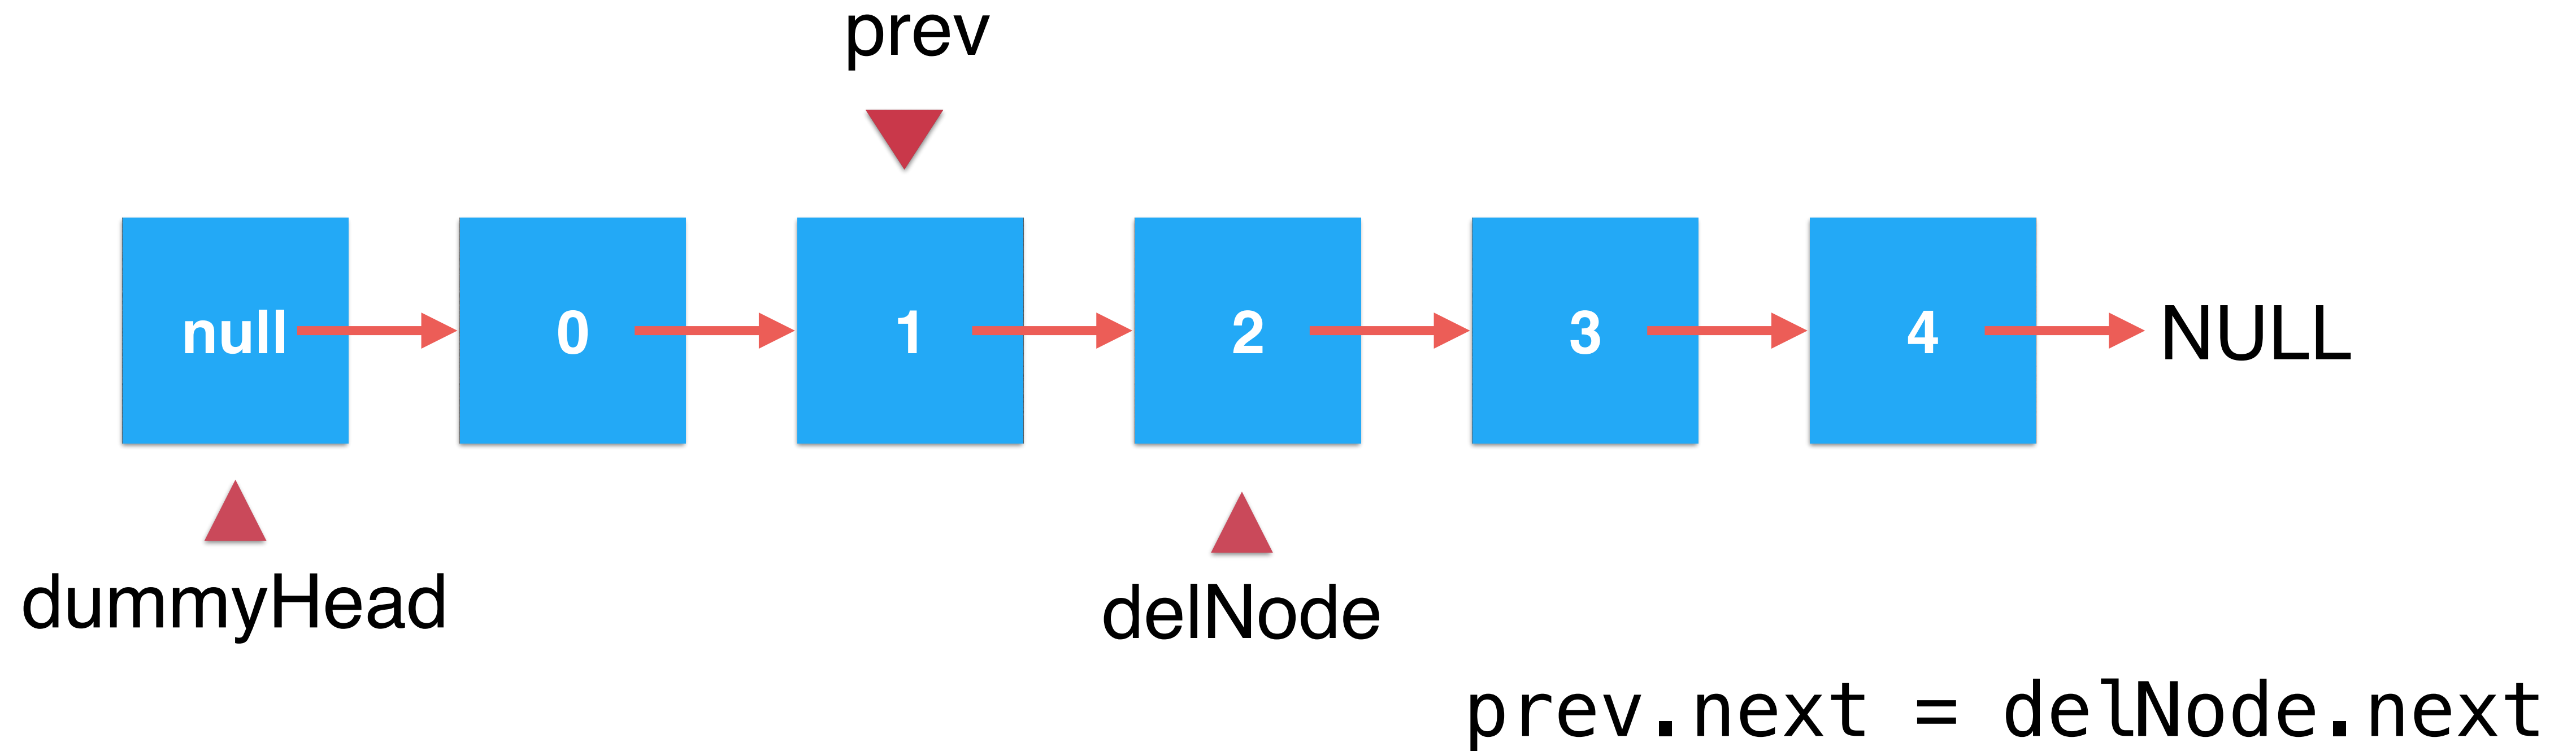 prev
null 0 1 2 3 4 NULL
dummyHead
delNode
prev.next = delNode.next